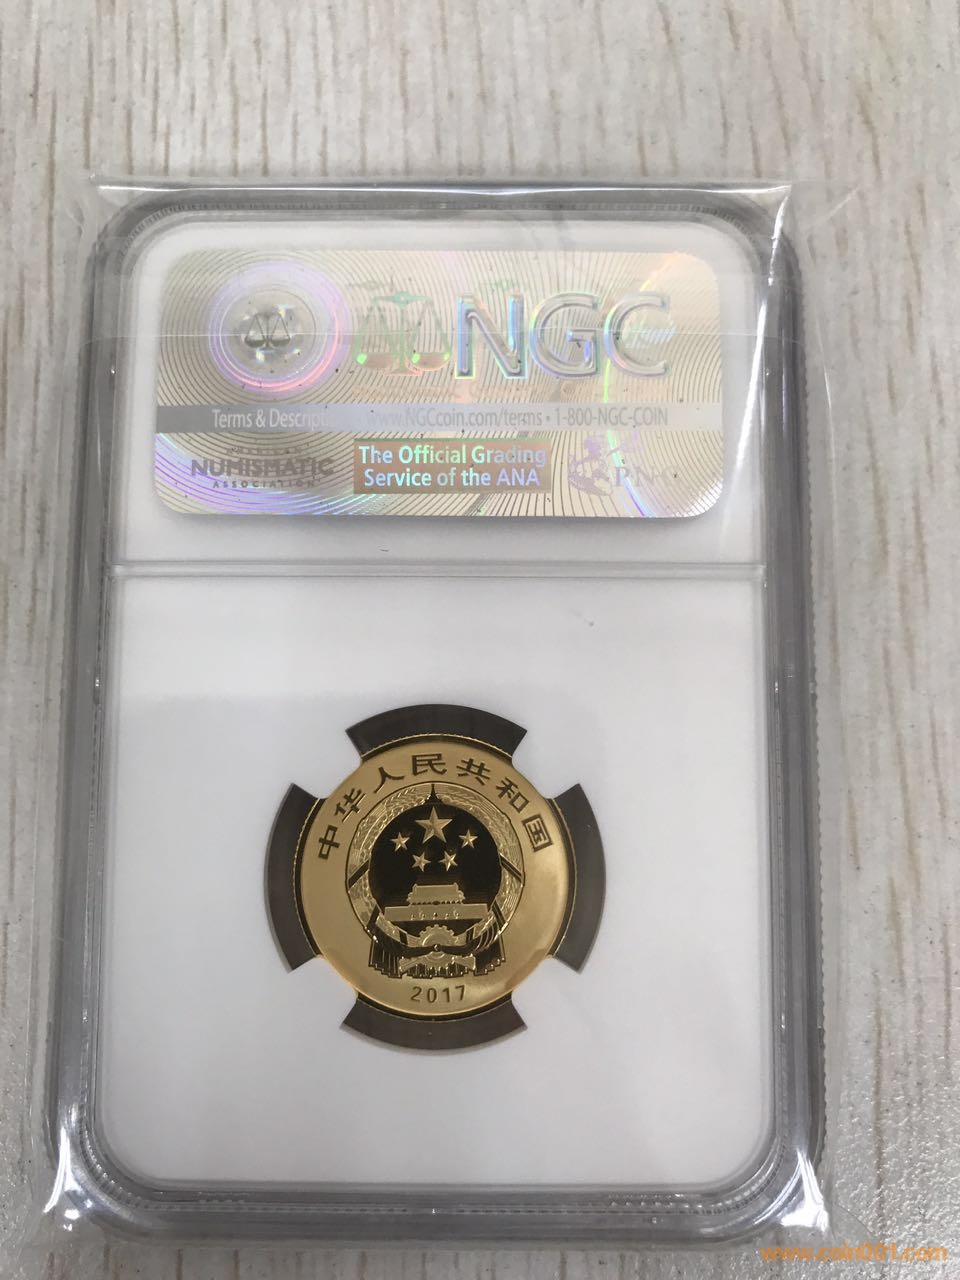 NGC
Terms & Descripti www.NGCcoin.com/terms • 1-800-NGC-COIN
NUMISMATIC
ASSOCIATION
The Official Grading
Service of the ANA
PN
中华人民共和国
2017
www.coin001.com